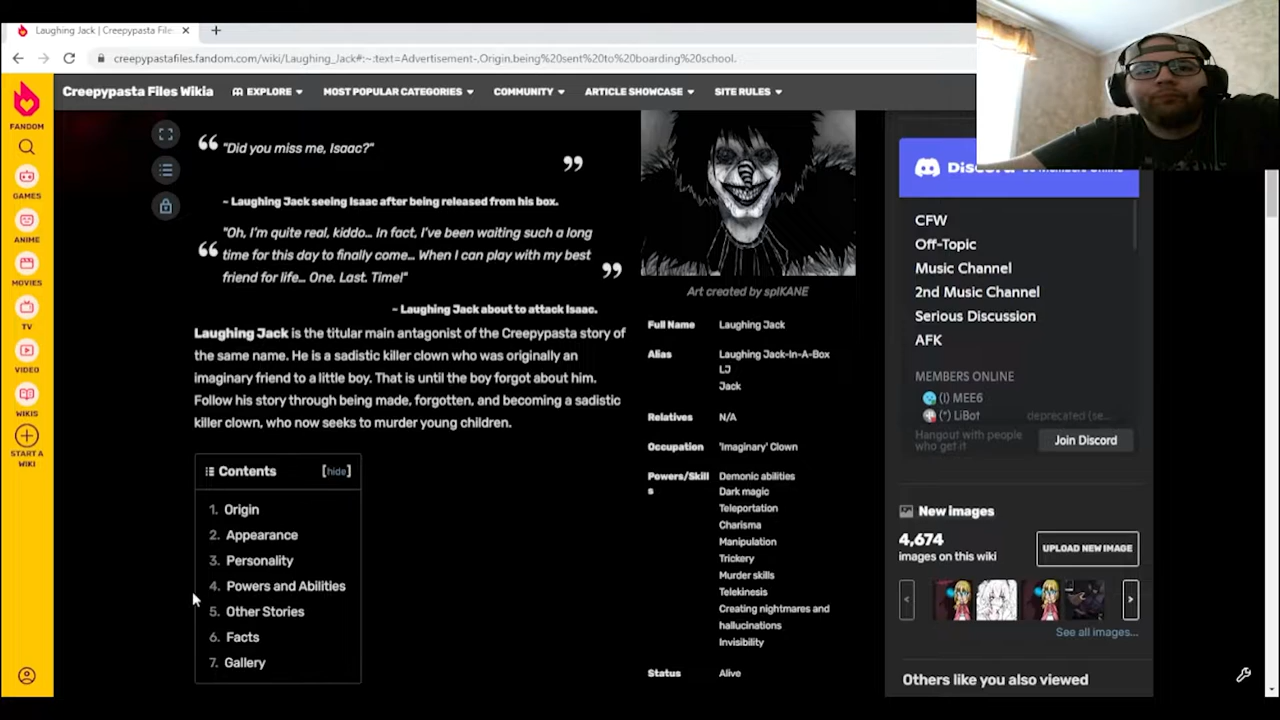 Laughing Jack | Creepypasta File
creepypastafiles.fandom.com/wiki/Laughing_Jack#:~:text=Advertisement-,Origin,being%20sent%20to%20boarding%20school.
FANDOM
GAMES
ANIME
MOVIES
TV
VIDEO
WIKIS
START A
WIKI
Creepypasta Files Wikia
EXPLORE
MOST POPULAR CATEGORIES
COMMUNITY
ARTICLE SHOWCASE
SITE RULES
"Did you miss me, Isaac?"
~ Laughing Jack seeing Isaac after being released from his box.
"Oh, I'm quite real, kiddo... In fact, I've been waiting such a long
time for this day to finally come... When I can play with my best
friend for life... One. Last. Time!"
~ Laughing Jack about to attack Isaac.
Laughing Jack is the titular main antagonist of the Creepypasta story of
the same name. He is a sadistic killer clown who was originally an
imaginary friend to a little boy. That is until the boy forgot about him.
Follow his story through being made, forgotten, and becoming a sadistic
killer clown, who now seeks to murder young children.
Contents [hide]
1. Origin
2. Appearance
3. Personality
4. Powers and Abilities
5. Other Stories
6. Facts
7. Gallery
Art created by spIKANE
Full Name Laughing Jack
Alias Laughing Jack-In-A-Box
LJ
Jack
Relatives N/A
Occupation 'Imaginary' Clown
Powers/Skill
s
Demonic abilities
Dark magic
Teleportation
Charisma
Manipulation
Trickery
Murder skills
Telekinesis
Creating nightmares and
hallucinations
Invisibility
Status Alive
CFW
Off-Topic
Music Channel
2nd Music Channel
Serious Discussion
AFK
MEMBERS ONLINE
(!) MEE6
(*) LiBot deprecated (se...
Hangout with people
who get it
Join Discord
New images
4,674
images on this wiki
UPLOAD NEW IMAGE
See all images...
Others like you also viewed